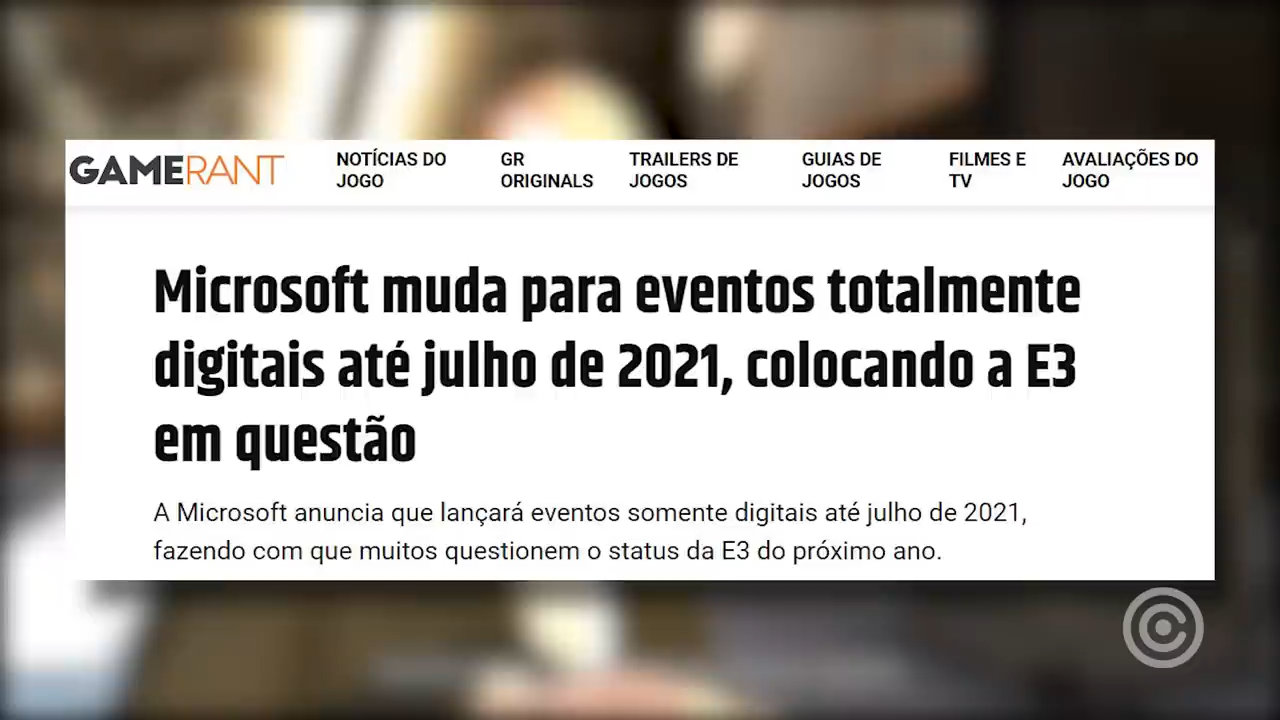 GAMERANT
NOTÍCIAS DO
JOGO
GR
ORIGINALS
TRAILERS DE
JOGOS
GUIAS DE
JOGOS
FILMES E
TV
AVALIAÇÕES DO
JOGO
Microsoft muda para eventos totalmente
digitais até julho de 2021, colocando a E3
em questão
A Microsoft anuncia que lançará eventos somente digitais até julho de 2021,
fazendo com que muitos questionem o status da E3 do próximo ano.